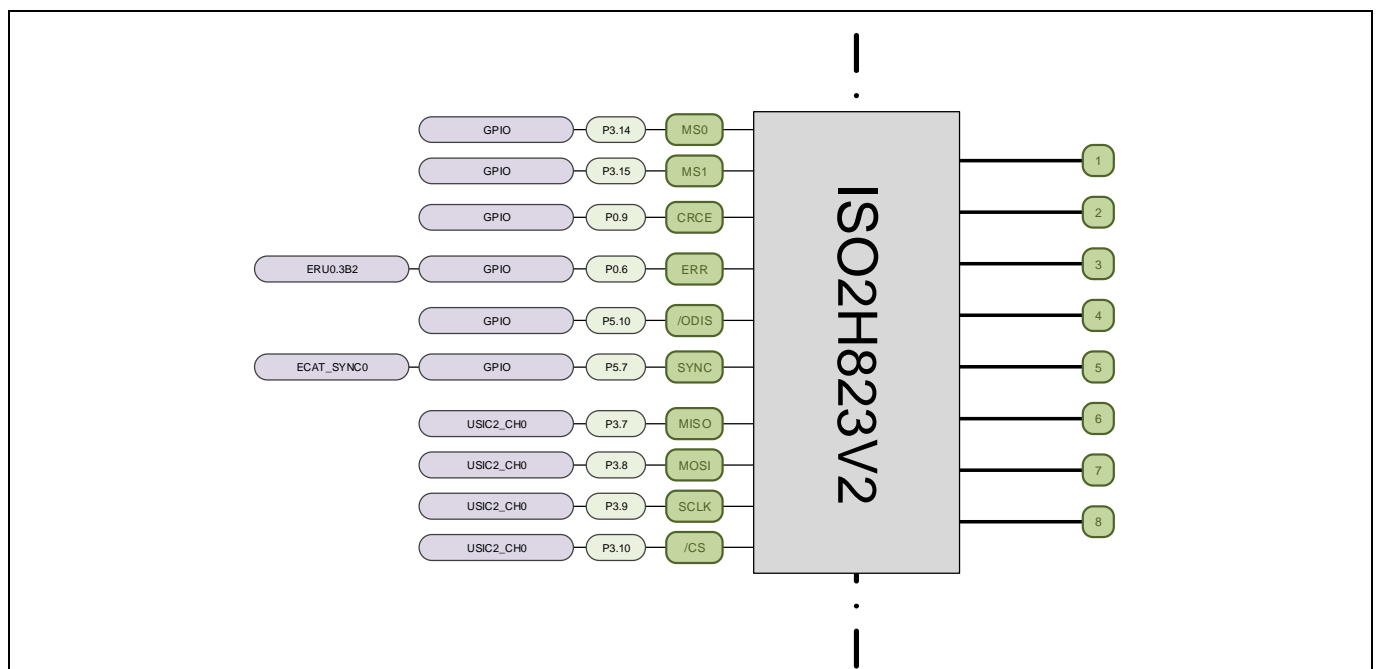 GPIO P3.14 MS0
GPIO P3.15 MS1
GPIO P0.9 CRCE
ERU0.3B2 GPIO P0.6 ERR
GPIO P5.10 /ODIS
ECAT_SYNC0 GPIO P5.7 SYNC
USIC2_CH0 P3.7 MISO
USIC2_CH0 P3.8 MOSI
USIC2_CH0 P3.9 SCLK
USIC2_CH0 P3.10 /CS
ISO2H823V2
1
2
3
4
5
6
7
8